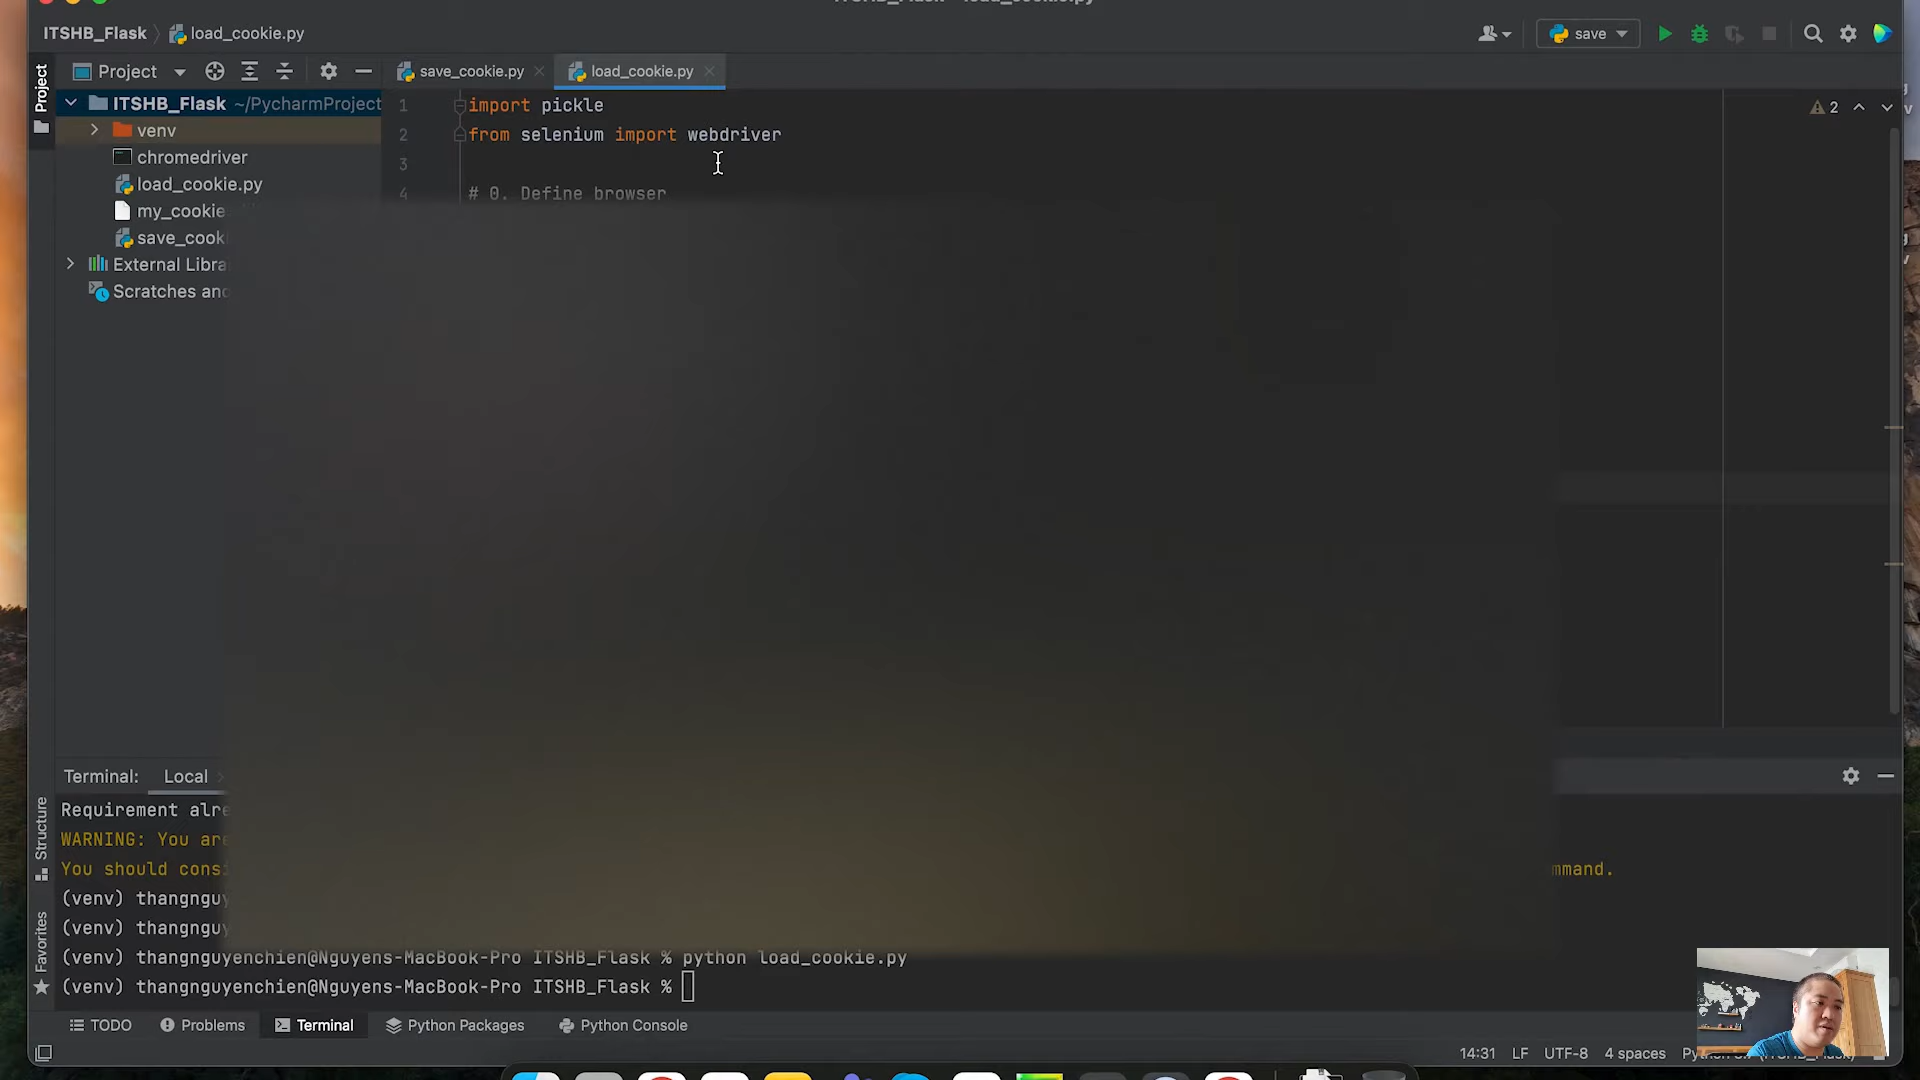 ITSHB_Flask
load_cookie.py
save
Project
Project
save_cookie.py
load_cookie.py
ITSHB_Flask ~/PycharmProject
venv
chromedriver
load_cookie.py
my_cookie
save_cooki
External Libra
Scratches and
1 import pickle
2 from selenium import webdriver
3
4 # 0. Define browser
2
Terminal: Local
Requirement alre
WARNING: You are
You should cons mmand.
(venv) thangnguy
(venv) thangnguy
(venv) thangnguyenchien@Nguyens-MacBook-Pro ITSHB_Flask % python load_cookie.py
(venv) thangnguyenchien@Nguyens-MacBook-Pro ITSHB_Flask %
Structure
Favorites
TODO Problems Terminal Python Packages Python Console
14:31 LF UTF-8 4 spaces